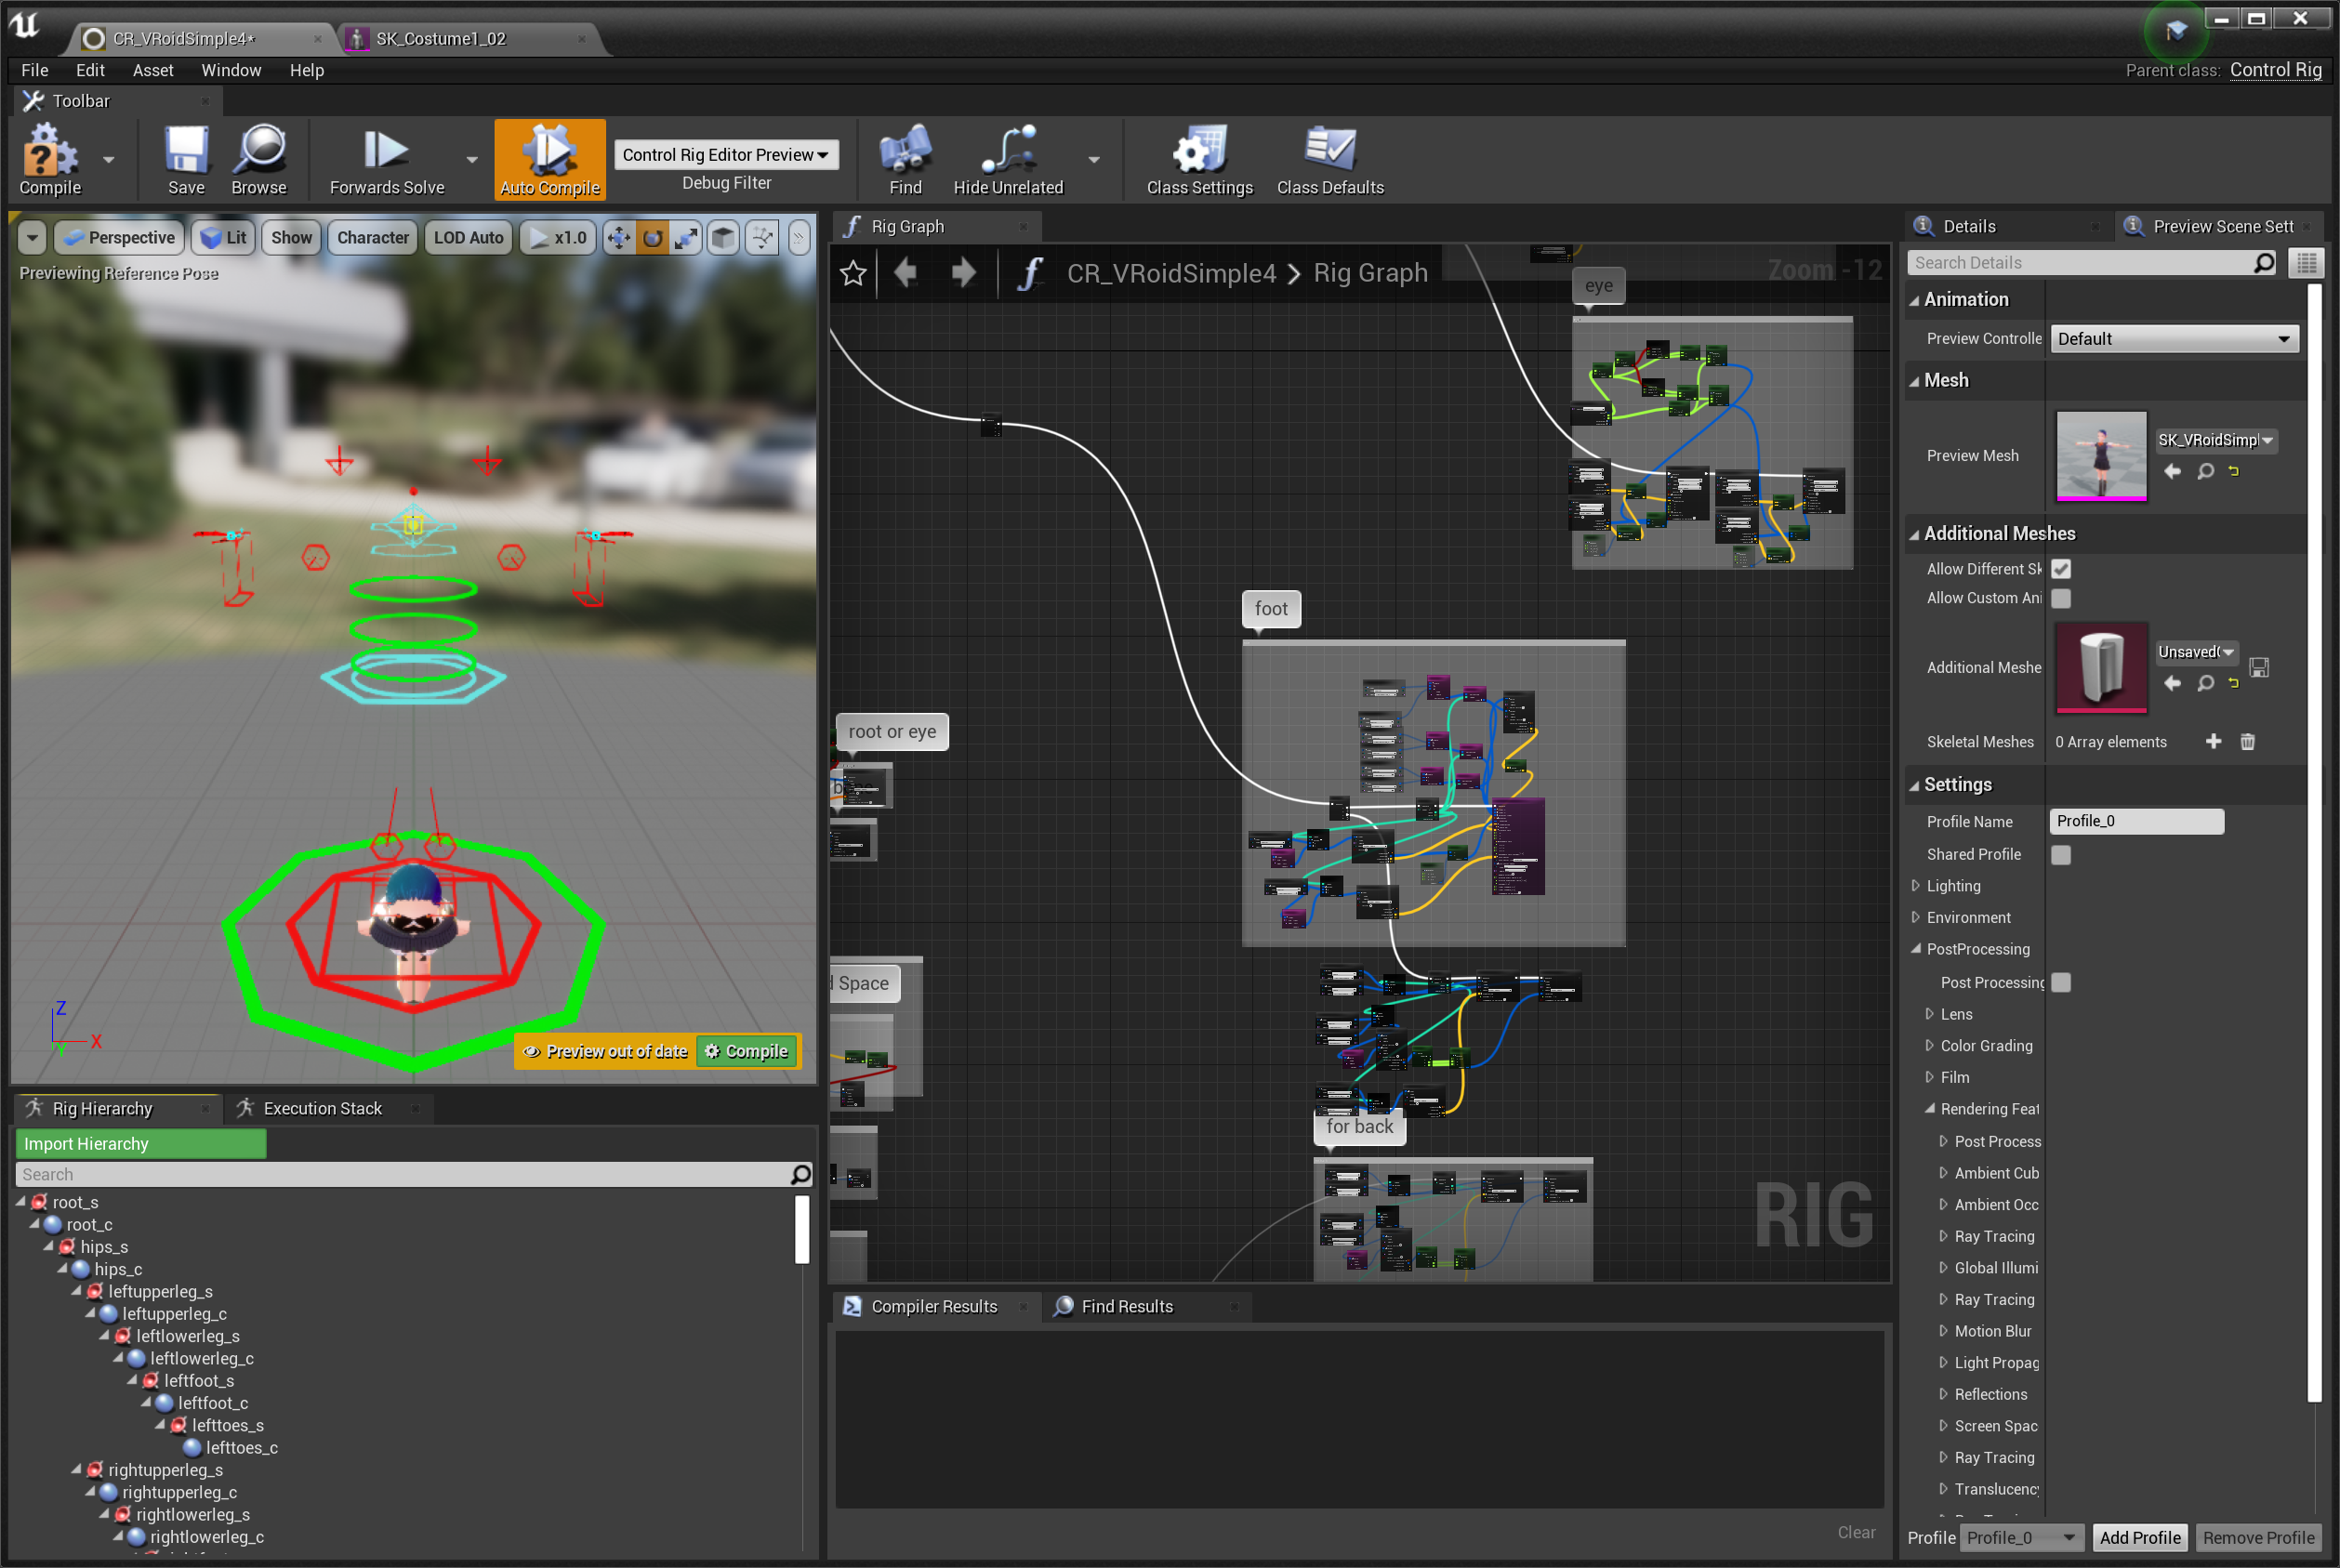 CR_VRoidSimple4*
SK_Costume1_02
File Edit Asset Window Help
Parent class: Control Rig
Toolbar
Compile
Save
Browse
Forwards Solve
Auto Compile
Control Rig Editor Preview
Debug Filter
Find
Hide Unrelated
Class Settings
Class Defaults
Perspective
Lit
Show
Character
LOD Auto
x1.0
Previewing Reference Pose
Z
X
Y
Preview out of date
Compile
Rig Graph
CR_VRoidSimple4 > Rig Graph
Zoom -12
eye
foot
root or eye
d Space
for back
RIG
Rig Hierarchy
Execution Stack
Import Hierarchy
Search
root_s
root_c
hips_s
hips_c
leftupperleg_s
leftupperleg_c
leftlowerleg_s
leftlowerleg_c
leftfoot_s
leftfoot_c
lefttoes_s
lefttoes_c
rightupperleg_s
rightupperleg_c
rightlowerleg_s
rightlowerleg_c
Compiler Results
Find Results
Clear
Details
Preview Scene Sett
Search Details
Animation
Preview Controlle
Default
Mesh
Preview Mesh
SK_VRoidSimpl
Additional Meshes
Allow Different Sk
Allow Custom Ani
Additional Meshe
Unsaved(
Skeletal Meshes
0 Array elements
Settings
Profile Name
Profile_0
Shared Profile
Lighting
Environment
PostProcessing
Post Processing
Lens
Color Grading
Film
Rendering Feat
Post Process
Ambient Cub
Ambient Occ
Ray Tracing
Global Illumi
Ray Tracing
Motion Blur
Light Propag
Reflections
Screen Spac
Ray Tracing
Translucency
Profile
Profile_0
Add Profile
Remove Profile